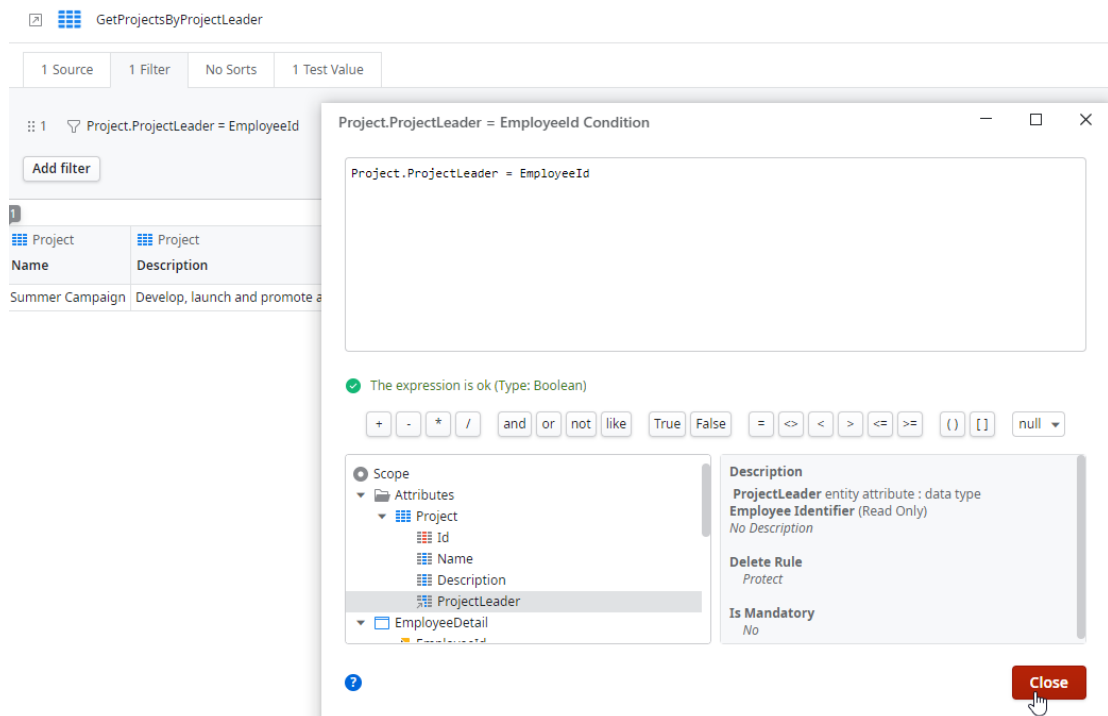 GetProjectsByProjectLeader
1 Source
1 Filter
No Sorts
1 Test Value
1
Project.ProjectLeader = EmployeeId
Add filter
1
Project
Project
Name
Description
Summer Campaign
Develop, launch and promote a
Project.ProjectLeader = EmployeeId Condition
Project.ProjectLeader = EmployeeId
The expression is ok (Type: Boolean)
+ - * / and or not like True False = <> < > <= >= ( ) [ ] null
Scope
Attributes
Project
Id
Name
Description
ProjectLeader
EmployeeDetail
EmployeeId
Description
ProjectLeader entity attribute : data type
Employee Identifier (Read Only)
No Description
Delete Rule
Protect
Is Mandatory
No
?
Close